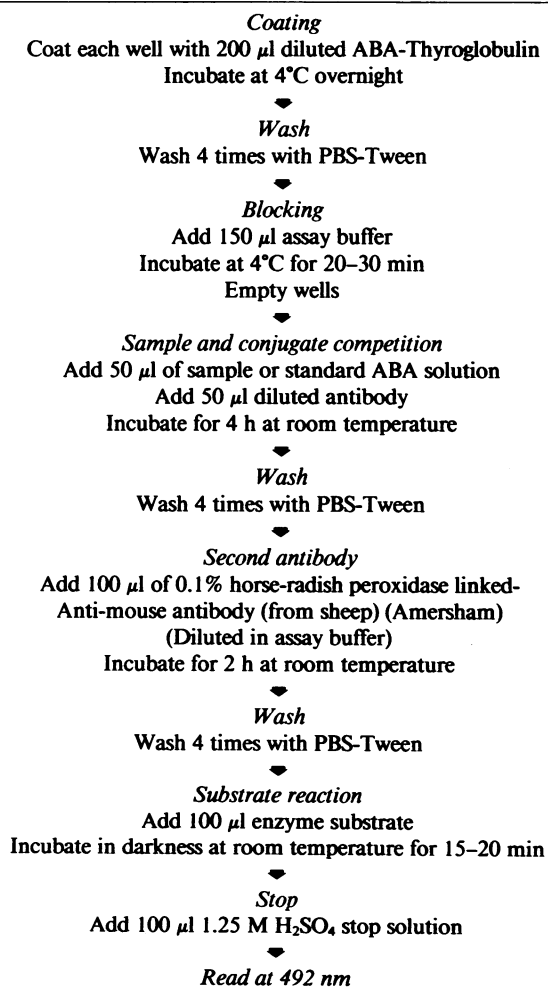 Coating
Coat each well with 200 μl diluted ABA-Thyroglobulin
Incubate at 4°C overnight
Wash
Wash 4 times with PBS-Tween
Blocking
Add 150 μl assay buffer
Incubate at 4°C for 20–30 min
Empty wells
Sample and conjugate competition
Add 50 μl of sample or standard ABA solution
Add 50 μl diluted antibody
Incubate for 4 h at room temperature
Wash
Wash 4 times with PBS-Tween
Second antibody
Add 100 μl of 0.1% horse-radish peroxidase linked-
Anti-mouse antibody (from sheep) (Amersham)
(Diluted in assay buffer)
Incubate for 2 h at room temperature
Wash
Wash 4 times with PBS-Tween
Substrate reaction
Add 100 μl enzyme substrate
Incubate in darkness at room temperature for 15–20 min
Stop
Add 100 μl 1.25 M H₂SO₄ stop solution
Read at 492 nm